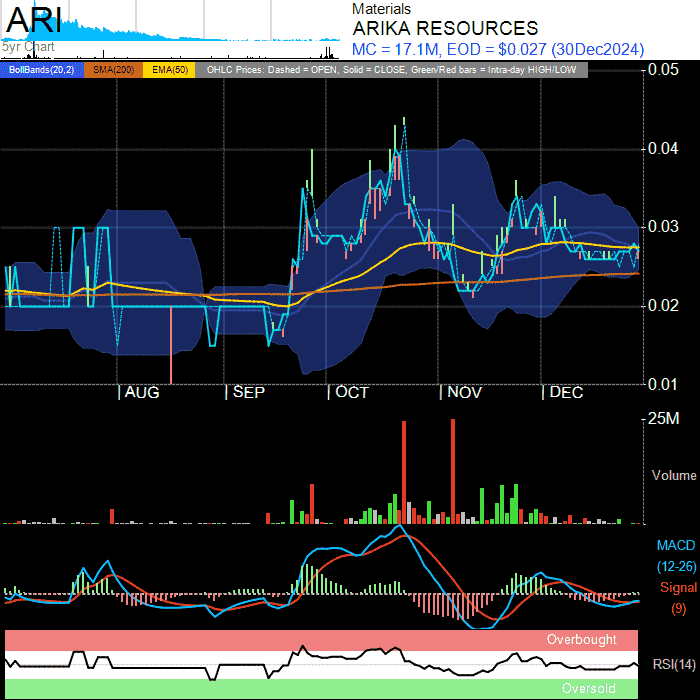 ARI
5yr Chart
Materials
ARIKA RESOURCES
MC = 17.1M, EOD = $0.027 (30Dec2024)
BollBands(20,2) SMA(200) EMA(50) OHLC Prices: Dashed = OPEN, Solid = CLOSE, Green/Red bars = Intra-day HIGH/LOW
0.05
0.04
0.03
0.02
0.01
| AUG | SEP | OCT | NOV | DEC
25M
Volume
MACD
(12-26)
Signal
(9)
Overbought
RSI(14)
Oversold